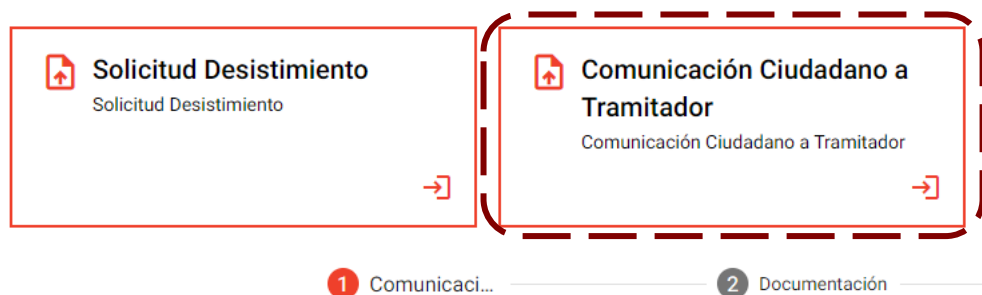 Solicitud Desistimiento
Solicitud Desistimiento
Comunicación Ciudadano a
Tramitador
Comunicación Ciudadano a Tramitador
1 Comunicaci...
2 Documentación